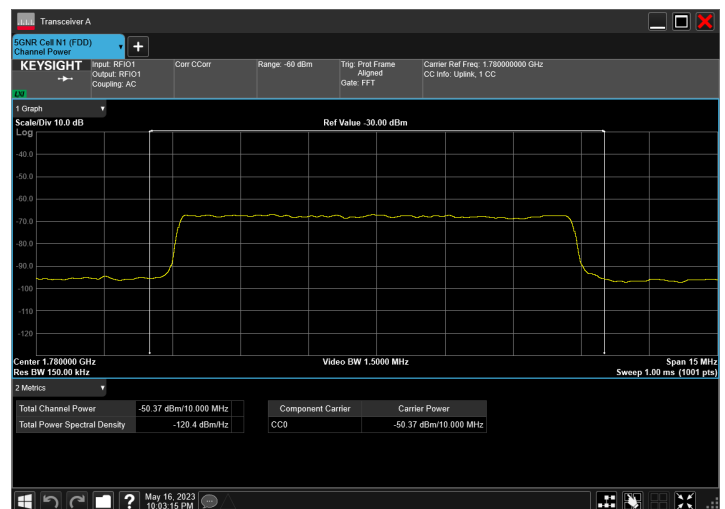 Transceiver A
5GNR Cell N1 (FDD)
Channel Power
KEYSIGHT
Input: RFIO1
Output: RFIO1
Coupling: AC
Corr CCorr
Range: -60 dBm
Trig: Prot Frame
Aligned
Gate: FFT
Carrier Ref Freq: 1.780000000 GHz
CC Info: Uplink, 1 CC
LXI
1 Graph
Scale/Div 10.0 dB
Ref Value -30.00 dBm
Log
-40.0
-50.0
-60.0
-70.0
-80.0
-90.0
-100
-110
-120
Center 1.780000 GHz
Video BW 1.5000 MHz
Span 15 MHz
Res BW 150.00 kHz
Sweep 1.00 ms (1001 pts)
2 Metrics
Total Channel Power -50.37 dBm/10.000 MHz
Total Power Spectral Density -120.4 dBm/Hz
Component Carrier Carrier Power
CC0 -50.37 dBm/10.000 MHz
?
May 16, 2023
10:03:15 PM